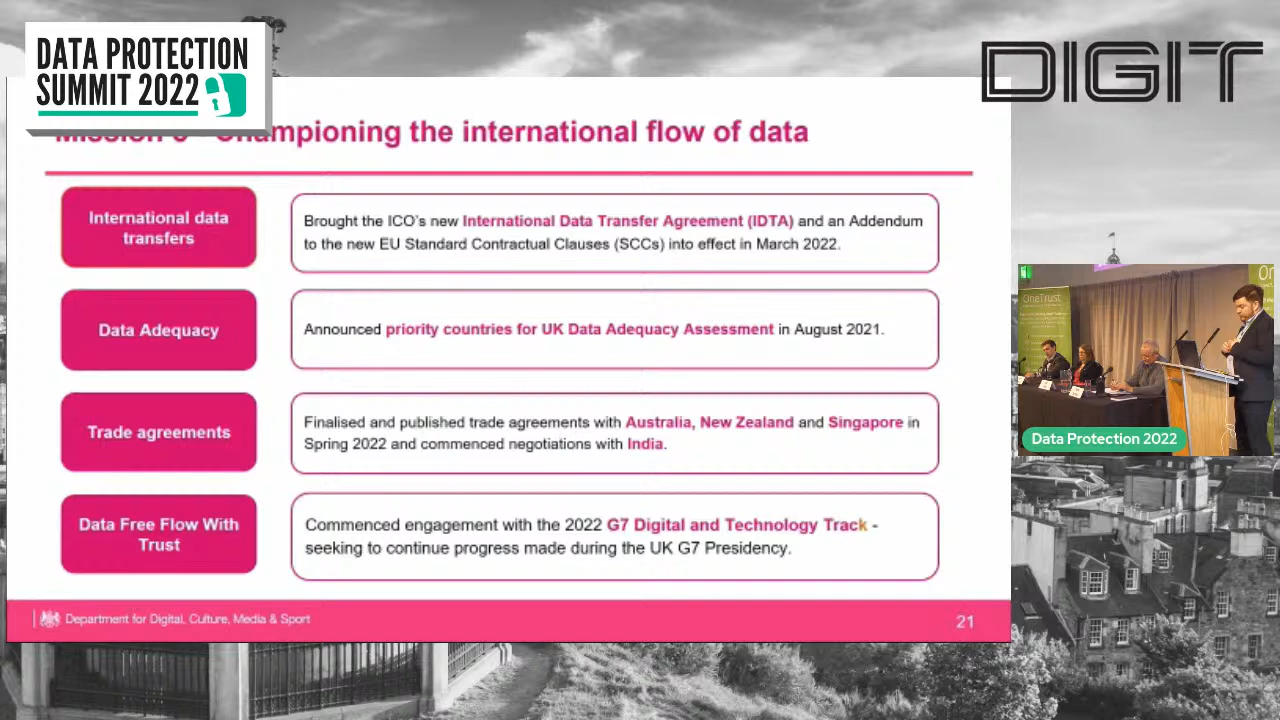 DATA PROTECTION
SUMMIT 2022
DIGIT
Championing the international flow of data
International data
transfers
Brought the ICO's new International Data Transfer Agreement (IDTA) and an Addendum
to the new EU Standard Contractual Clauses (SCCs) into effect in March 2022.
Data Adequacy
Announced priority countries for UK Data Adequacy Assessment in August 2021.
Trade agreements
Finalised and published trade agreements with Australia, New Zealand and Singapore in
Spring 2022 and commenced negotiations with India.
Data Free Flow With
Trust
Commenced engagement with the 2022 G7 Digital and Technology Track -
seeking to continue progress made during the UK G7 Presidency.
Department for Digital, Culture, Media & Sport
21
OneTrust
Data Protection 2022